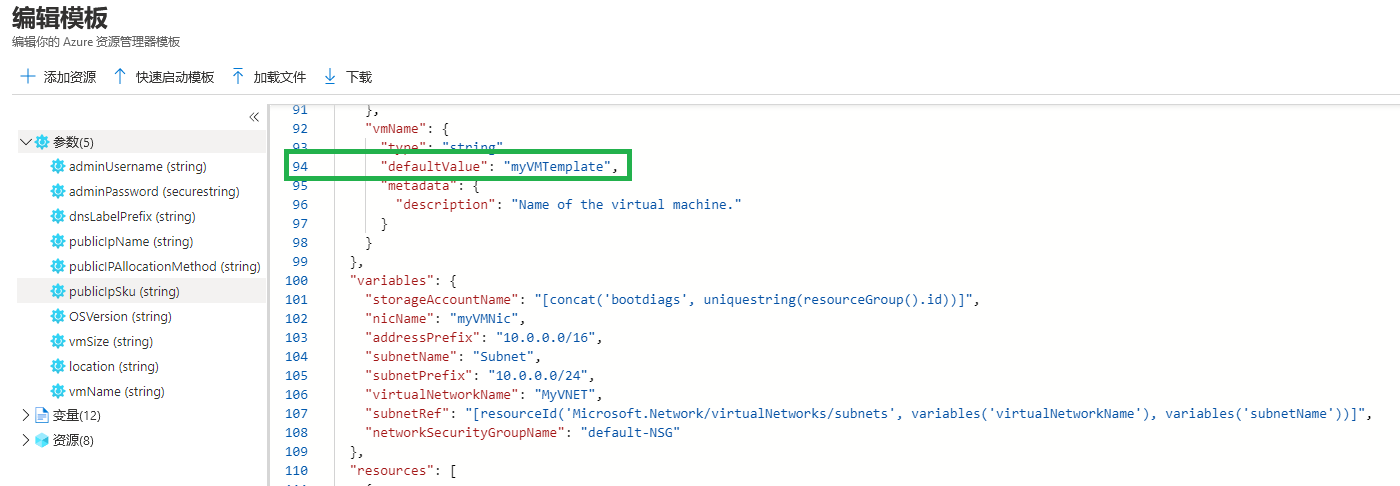 编辑模板
编辑你的 Azure 资源管理器模板
添加资源 快速启动模板 加载文件 下载
«
参数(5)
adminUsername (string)
adminPassword (securestring)
dnsLabelPrefix (string)
publicIpName (string)
publicIPAllocationMethod (string)
publicIpSku (string)
OSVersion (string)
vmSize (string)
location (string)
vmName (string)
变量(12)
资源(8)
91 },
92 "vmName": {
93 "type": "string"
94 "defaultValue": "myVMTemplate",
95 "metadata": {
96 "description": "Name of the virtual machine."
97 }
98 }
99 },
100 "variables": {
101 "storageAccountName": "[concat('bootdiags', uniquestring(resourceGroup().id))]",
102 "nicName": "myVMNic",
103 "addressPrefix": "10.0.0.0/16",
104 "subnetName": "Subnet",
105 "subnetPrefix": "10.0.0.0/24",
106 "virtualNetworkName": "MyVNET",
107 "subnetRef": "[resourceId('Microsoft.Network/virtualNetworks/subnets', variables('virtualNetworkName'), variables('subnetName'))]",
108 "networkSecurityGroupName": "default-NSG"
109 },
110 "resources": [